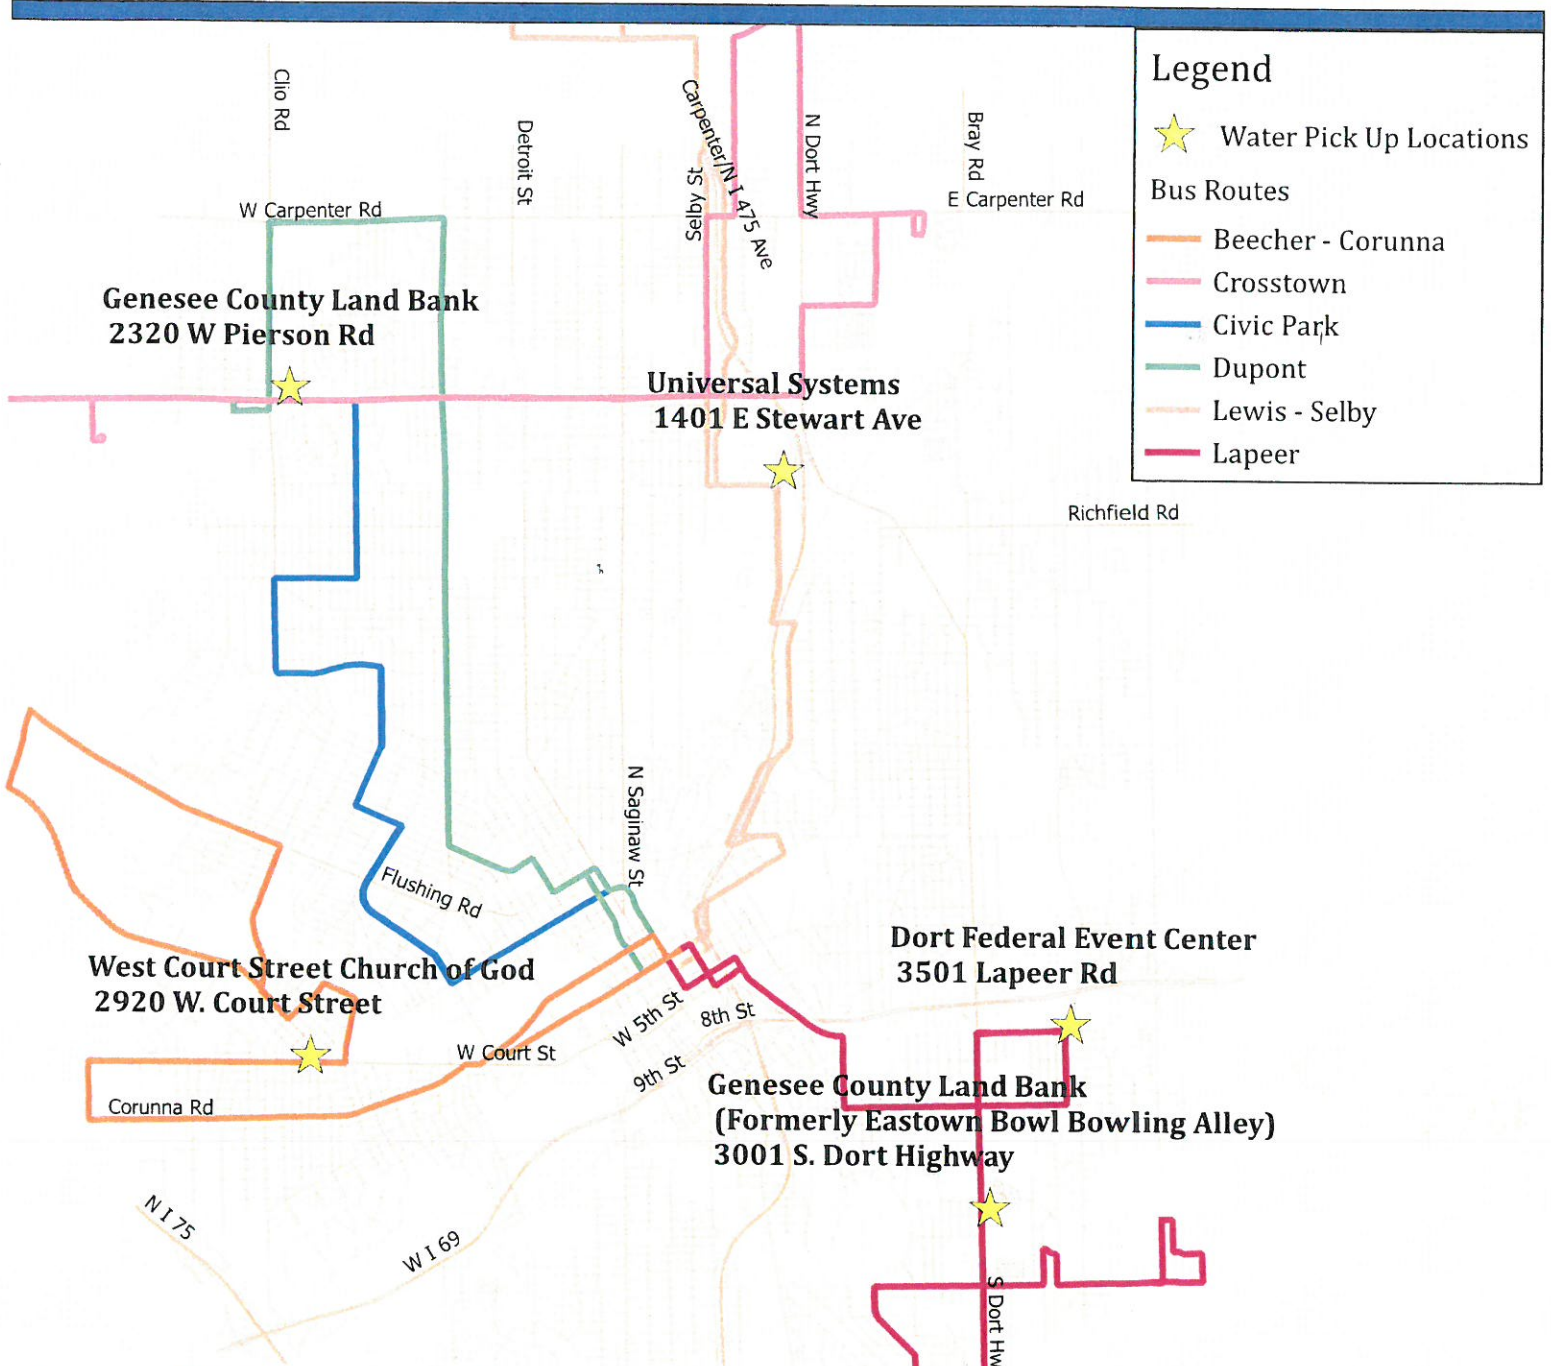 Legend
Water Pick Up Locations
Bus Routes
Beecher - Corunna
Crosstown
Civic Park
Dupont
Lewis - Selby
Lapeer
Clio Rd
Detroit St
Carpenter/N I 475 Ave
Selby St
N Dort Hwy
Bray Rd
E Carpenter Rd
W Carpenter Rd
Genesee County Land Bank
2320 W Pierson Rd
Universal Systems
1401 E Stewart Ave
Richfield Rd
N Saginaw St
Flushing Rd
West Court Street Church of God
2920 W. Court Street
Dort Federal Event Center
3501 Lapeer Rd
W 5th St
8th St
9th St
W Court St
Corunna Rd
Genesee County Land Bank
(Formerly Eastown Bowl Bowling Alley)
3001 S. Dort Highway
N I 75
W I 69
S Dort Hw